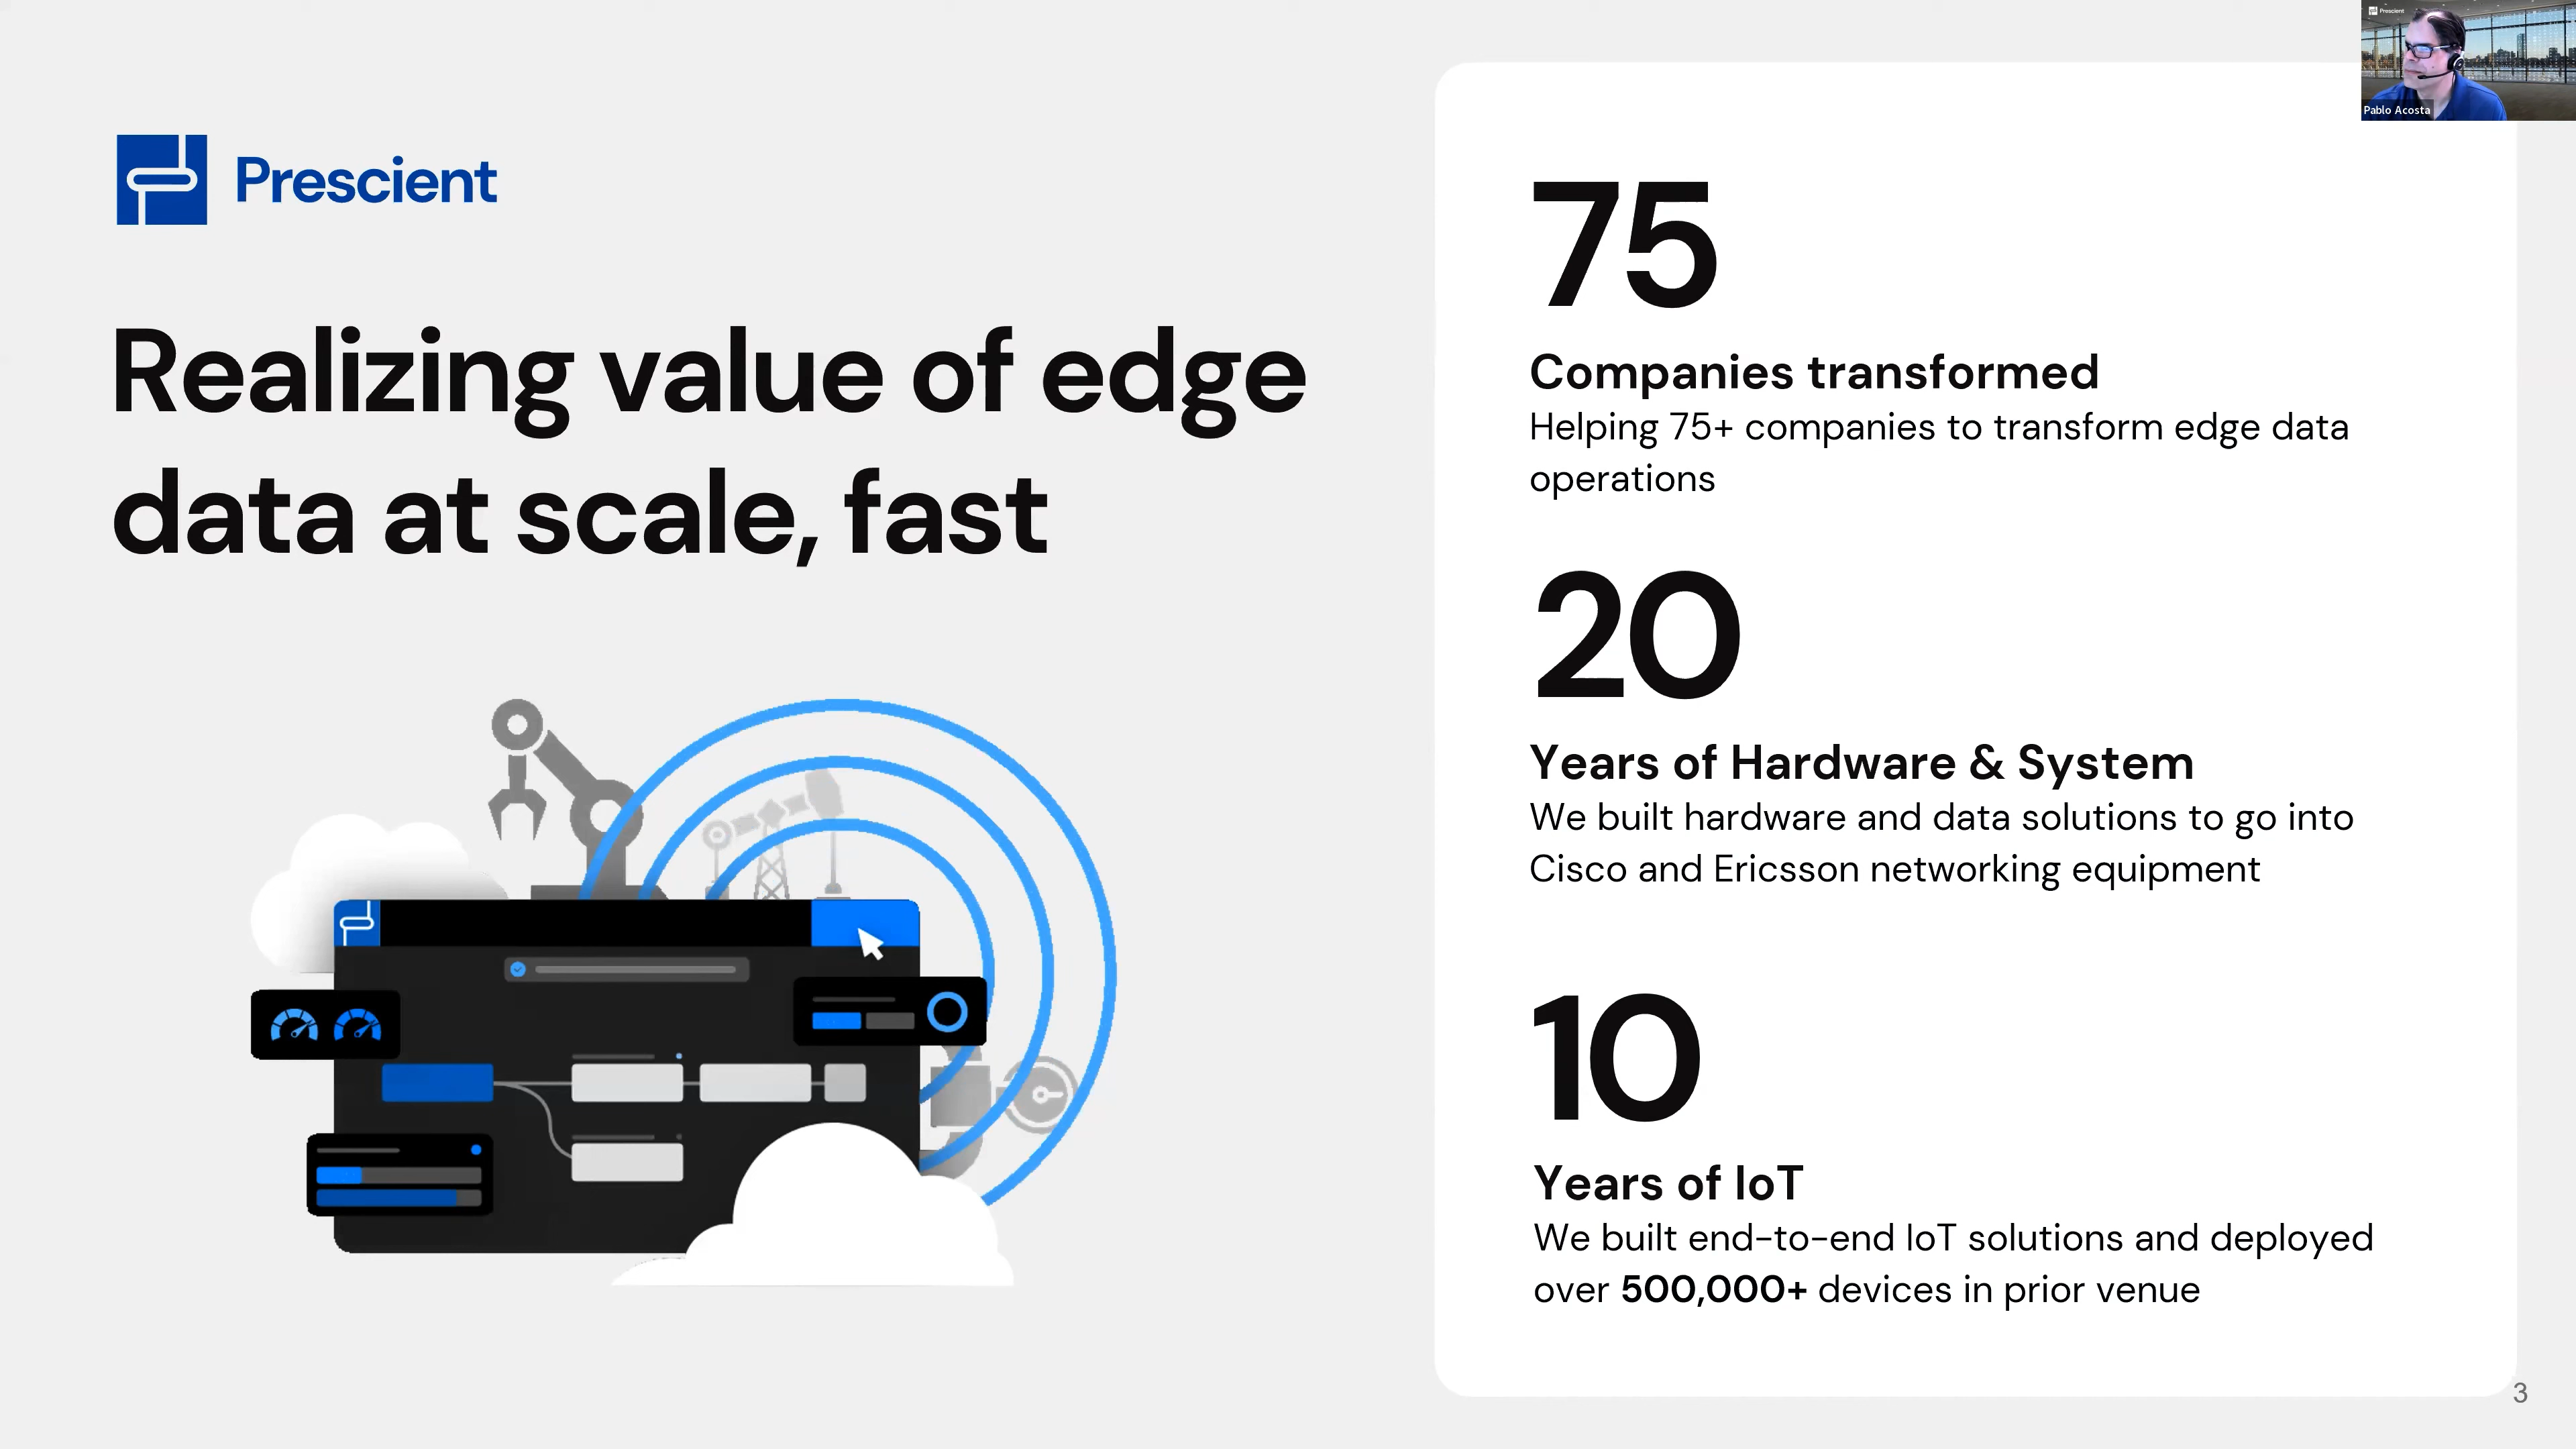 Prescient
Realizing value of edge
data at scale, fast
Prescient
Pablo Acosta
75
Companies transformed
Helping 75+ companies to transform edge data
operations
20
Years of Hardware & System
We built hardware and data solutions to go into
Cisco and Ericsson networking equipment
10
Years of IoT
We built end-to-end IoT solutions and deployed
over 500,000+ devices in prior venue
3